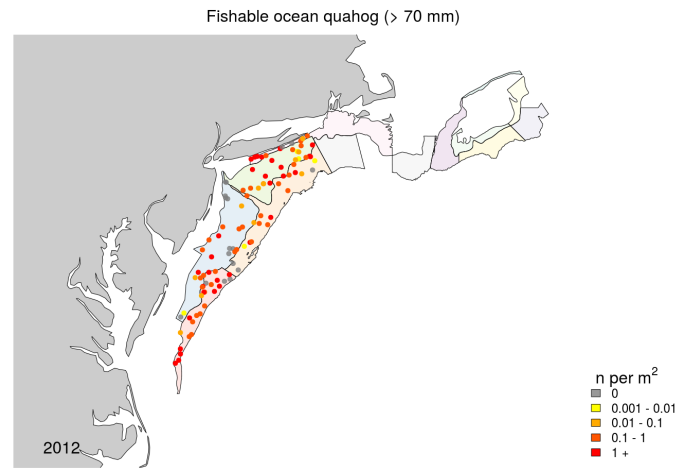 Fishable ocean quahog (> 70 mm)
n per m²
0
0.001 - 0.01
0.01 - 0.1
0.1 - 1
1 +
2012